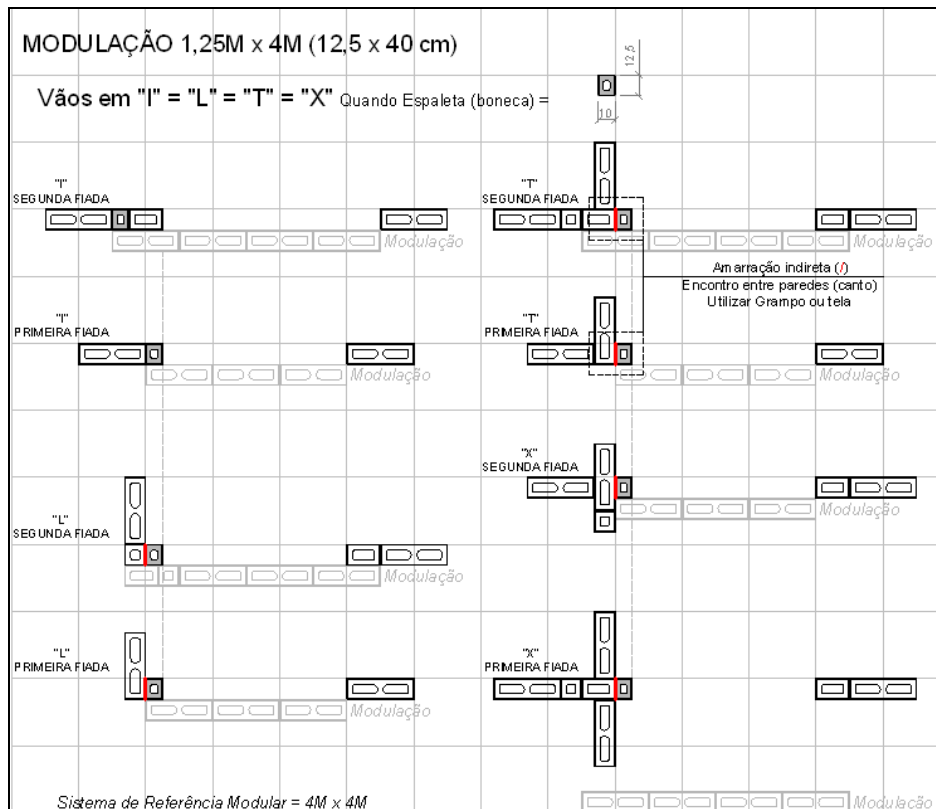 MODULAÇÃO 1,25M x 4M (12,5 x 40 cm)
12,5
Vãos em "I" = "L" = "T" = "X" Quando Espaleta (boneca) =
10
"I"
SEGUNDA FIADA
Modulação
"T"
SEGUNDA FIADA
Modulação
Amarração indireta (/)
Encontro entre paredes (canto)
Utilizar Grampo ou tela
"I"
PRIMEIRA FIADA
Modulação
"T"
PRIMEIRA FIADA
Modulação
"X"
SEGUNDA FIADA
Modulação
"L"
SEGUNDA FIADA
Modulação
"L"
PRIMEIRA FIADA
Modulação
"X"
PRIMEIRA FIADA
Sistema de Referência Modular = 4M x 4M
Modulação